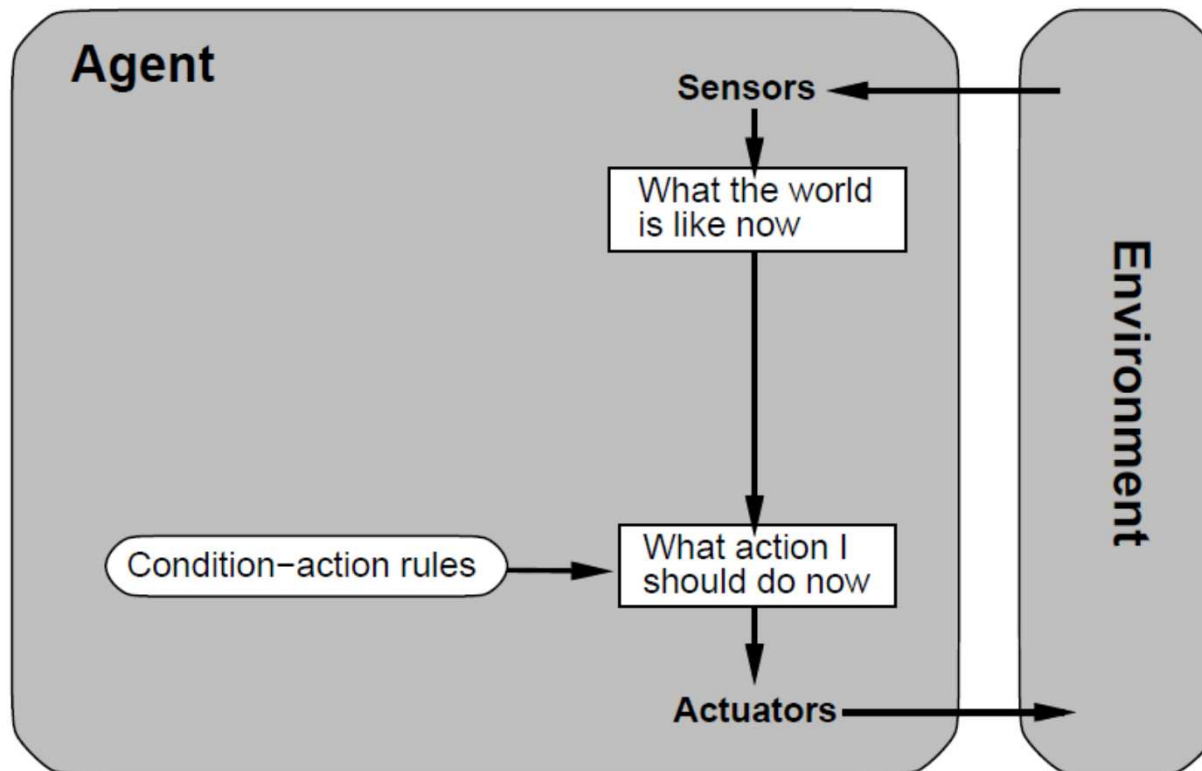 Agent
Sensors
What the world
is like now
Environment
Condition−action rules
What action I
should do now
Actuators